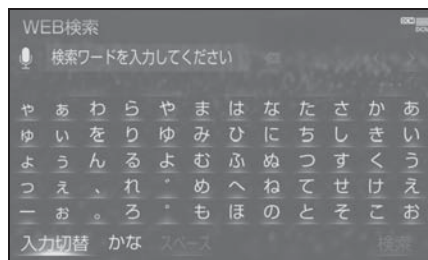 WEB検索
検索ワードを入力してください
ゃ ぁ わ ら や ま は な た さ か あ
ゅ ぃ を り ゆ み ひ に ち し き い
ょ ぅ ん る よ む ふ ぬ つ す く う
っ ぇ 、 れ ゛ め へ ね て せ け え
ー ぉ 。 ろ ゜ も ほ の と そ こ お
入力切替 かな スペース 検索